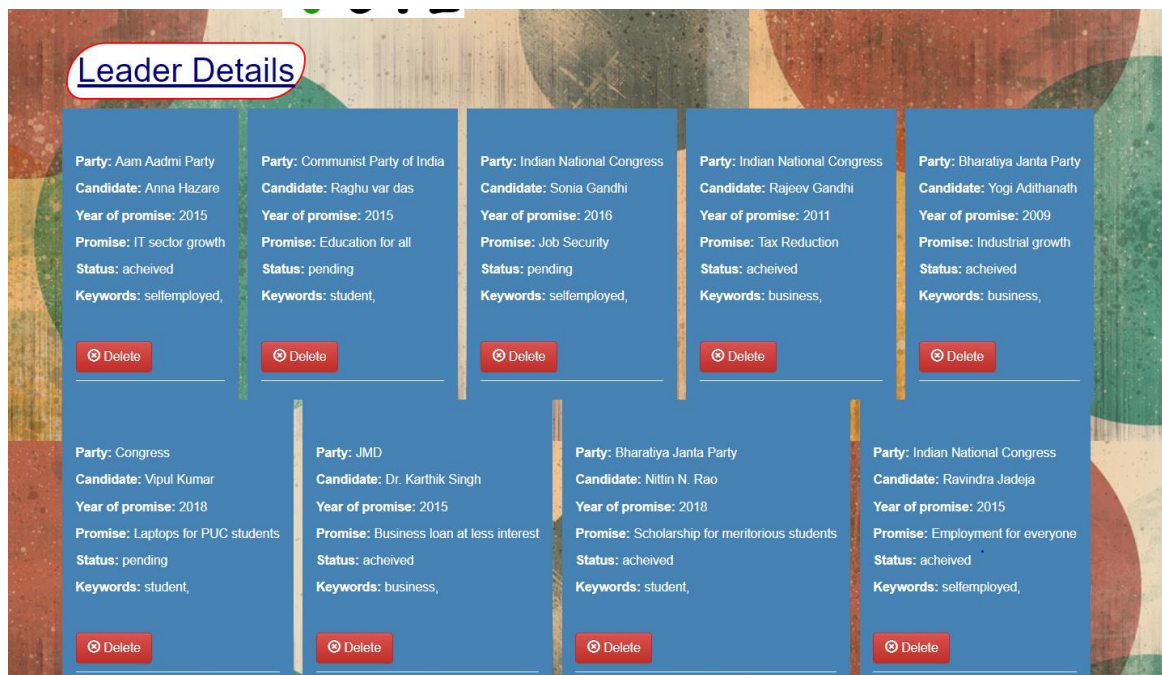 Leader Details
Party: Aam Aadmi Party
Candidate: Anna Hazare
Year of promise: 2015
Promise: IT sector growth
Status: acheived
Keywords: selfemployed,
Delete
Party: Communist Party of India
Candidate: Raghu var das
Year of promise: 2015
Promise: Education for all
Status: pending
Keywords: student,
Delete
Party: Indian National Congress
Candidate: Sonia Gandhi
Year of promise: 2016
Promise: Job Security
Status: pending
Keywords: selfemployed,
Delete
Party: Indian National Congress
Candidate: Rajeev Gandhi
Year of promise: 2011
Promise: Tax Reduction
Status: acheived
Keywords: business,
Delete
Party: Bharatiya Janta Party
Candidate: Yogi Adithanath
Year of promise: 2009
Promise: Industrial growth
Status: acheived
Keywords: business,
Delete
Party: Congress
Candidate: Vipul Kumar
Year of promise: 2018
Promise: Laptops for PUC students
Status: pending
Keywords: student,
Delete
Party: JMD
Candidate: Dr. Karthik Singh
Year of promise: 2015
Promise: Business loan at less interest
Status: acheived
Keywords: business,
Delete
Party: Bharatiya Janta Party
Candidate: Nittin N. Rao
Year of promise: 2018
Promise: Scholarship for meritorious students
Status: acheived
Keywords: student,
Delete
Party: Indian National Congress
Candidate: Ravindra Jadeja
Year of promise: 2015
Promise: Employment for everyone
Status: acheived
Keywords: selfemployed,
Delete